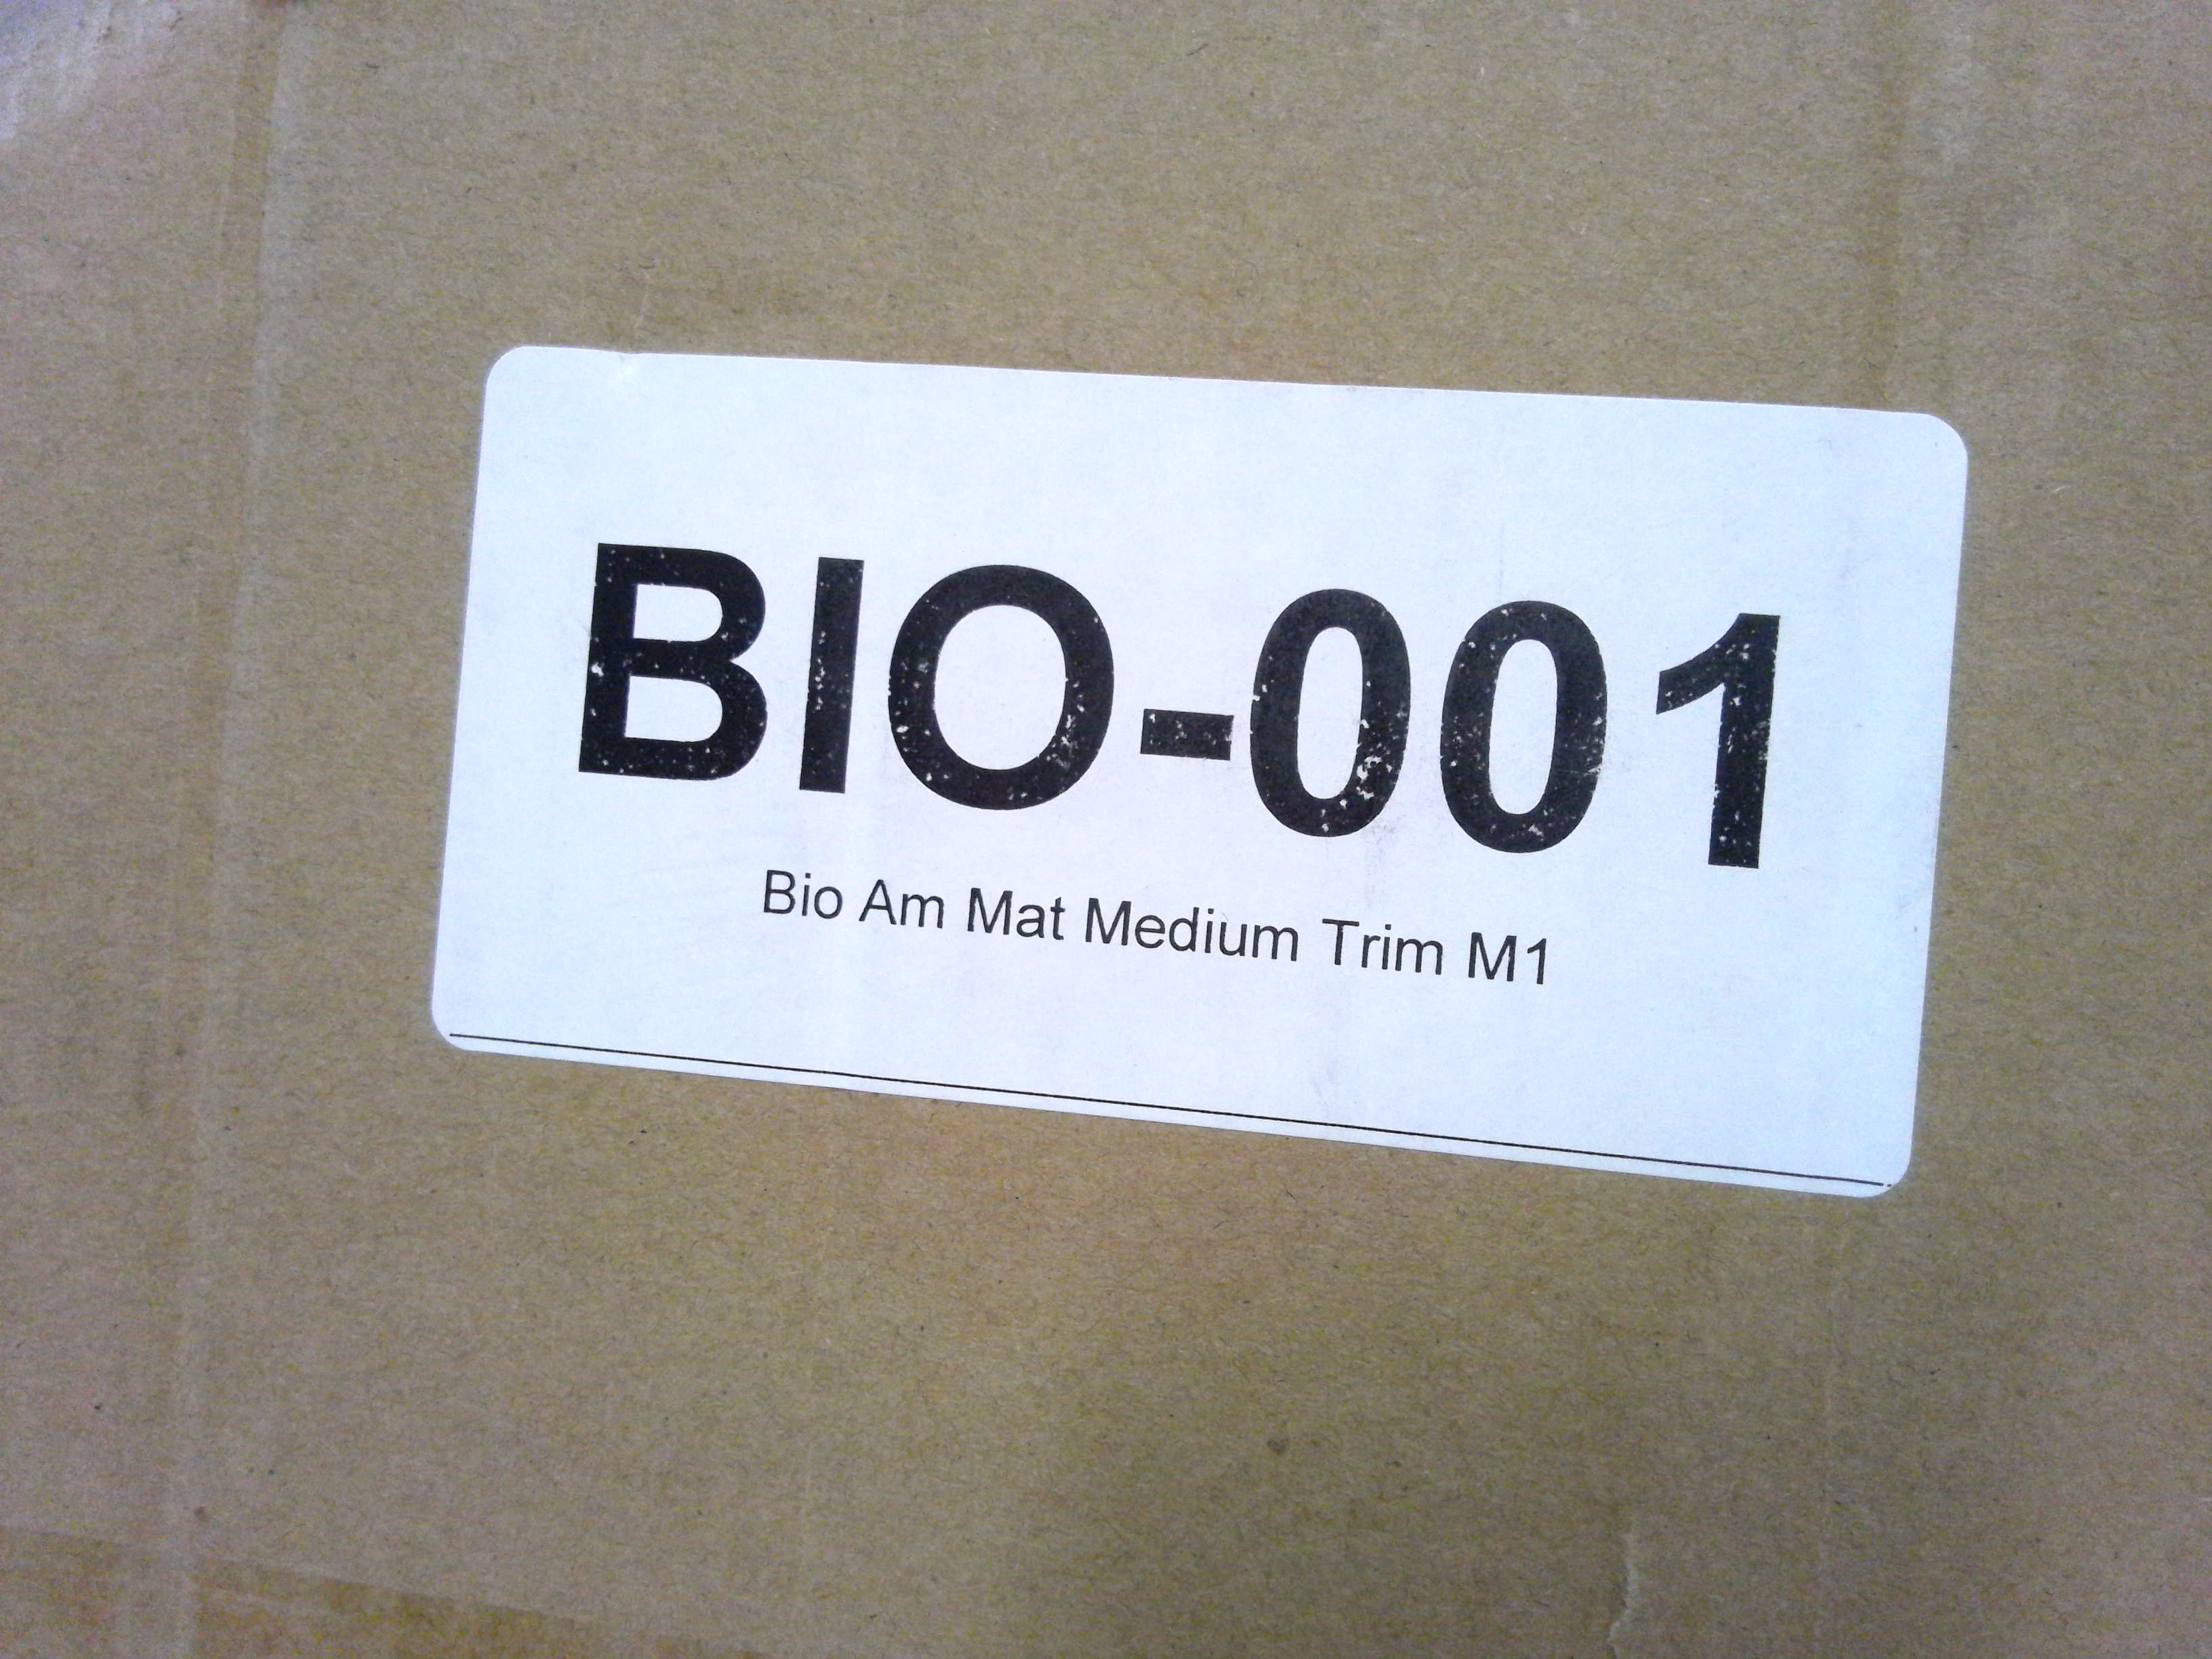 BIO-001
Bio Am Mat Medium Trim M1